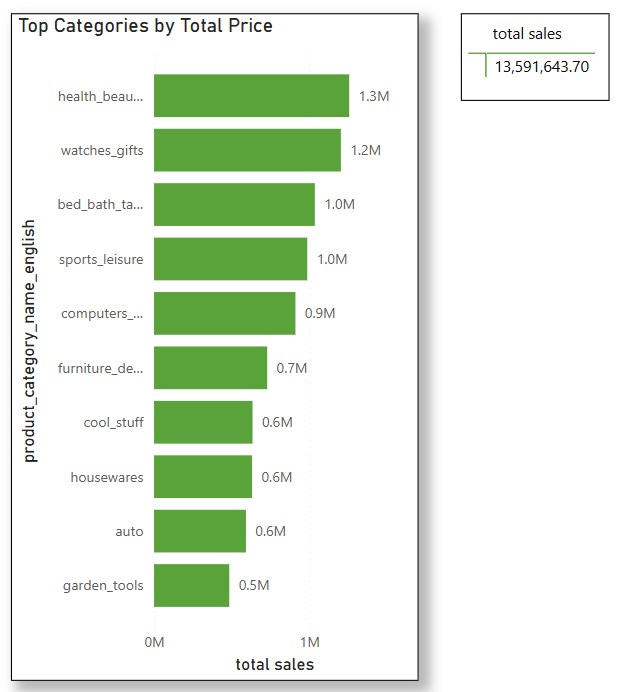 Top Categories by Total Price
product_category_name_english
health_beau... 1.3M
watches_gifts 1.2M
bed_bath_ta... 1.0M
sports_leisure 1.0M
computers_... 0.9M
furniture_de... 0.7M
cool_stuff 0.6M
housewares 0.6M
auto 0.6M
garden_tools 0.5M
0M 1M
total sales
total sales
13,591,643.70